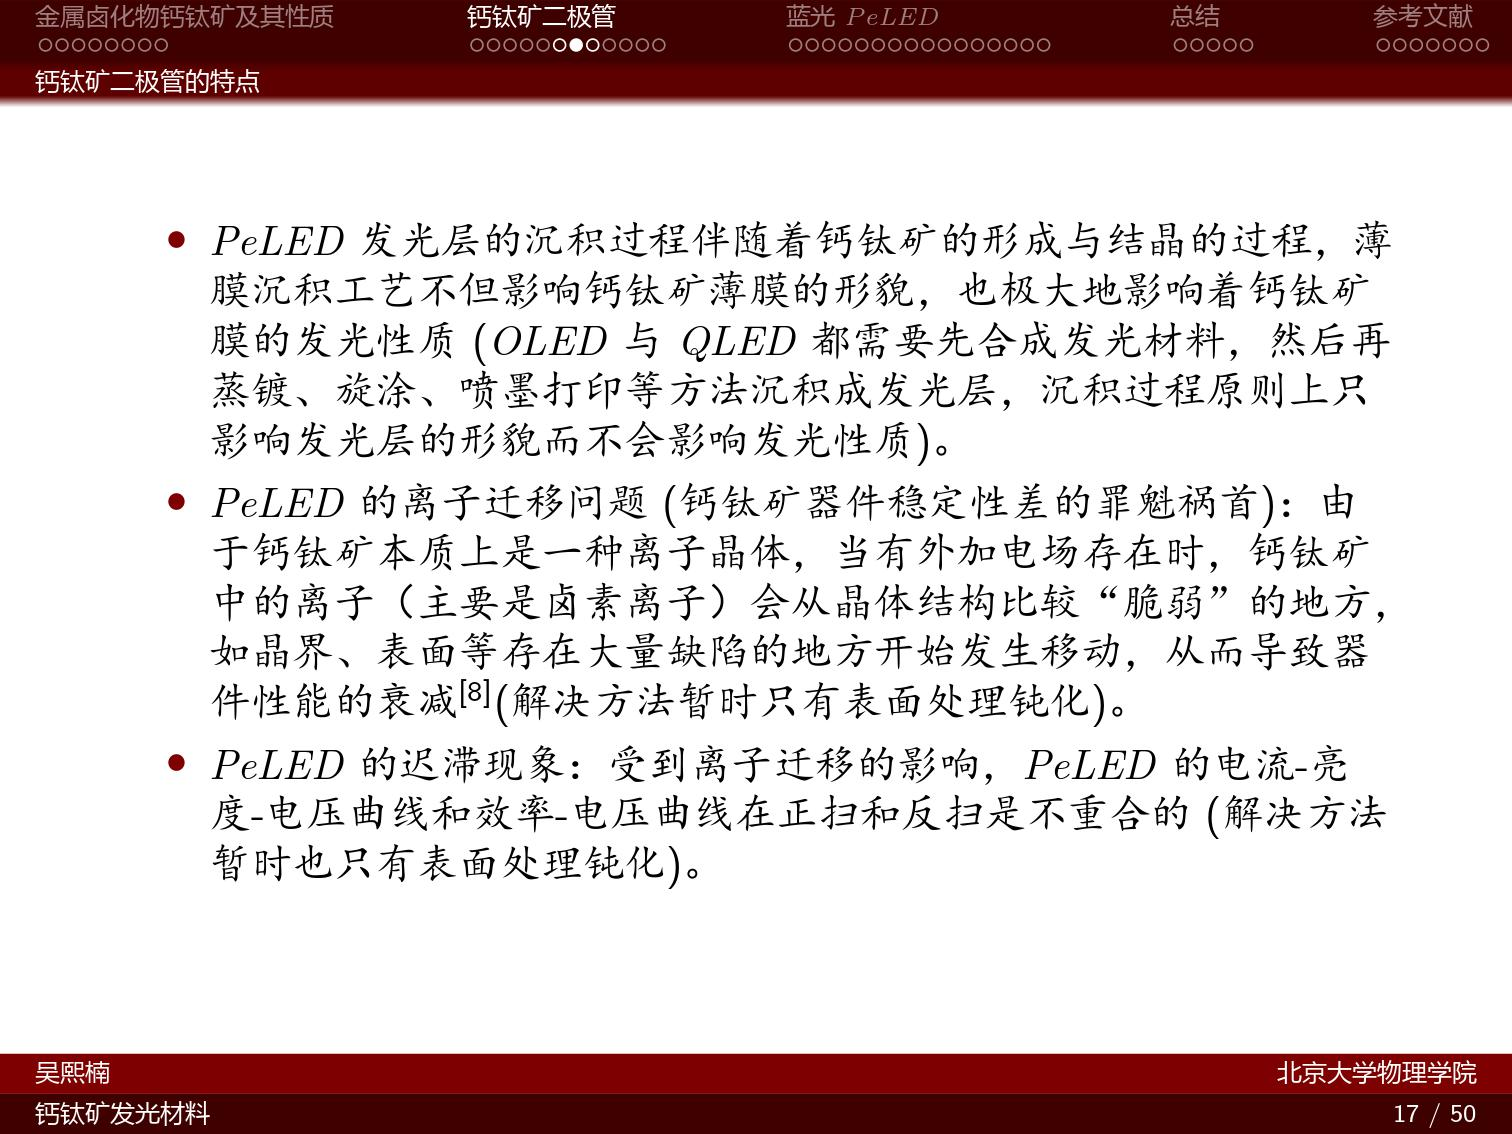 金属卤化物钙钛矿及其性质 钙钛矿二极管 蓝光 PeLED 总结 参考文献
钙钛矿二极管的特点
• PeLED 发光层的沉积过程伴随着钙钛矿的形成与结晶的过程，薄
膜沉积工艺不但影响钙钛矿薄膜的形貌，也极大地影响着钙钛矿
膜的发光性质 (OLED 与 QLED 都需要先合成发光材料，然后再
蒸镀、旋涂、喷墨打印等方法沉积成发光层，沉积过程原则上只
影响发光层的形貌而不会影响发光性质)。
• PeLED 的离子迁移问题 (钙钛矿器件稳定性差的罪魁祸首)：由
于钙钛矿本质上是一种离子晶体，当有外加电场存在时，钙钛矿
中的离子（主要是卤素离子）会从晶体结构比较“脆弱”的地方，
如晶界、表面等存在大量缺陷的地方开始发生移动，从而导致器
件性能的衰减[8](解决方法暂时只有表面处理钝化)。
• PeLED 的迟滞现象：受到离子迁移的影响，PeLED 的电流-亮
度-电压曲线和效率-电压曲线在正扫和反扫是不重合的 (解决方法
暂时也只有表面处理钝化)。
吴熙楠 北京大学物理学院
钙钛矿发光材料 17 / 50